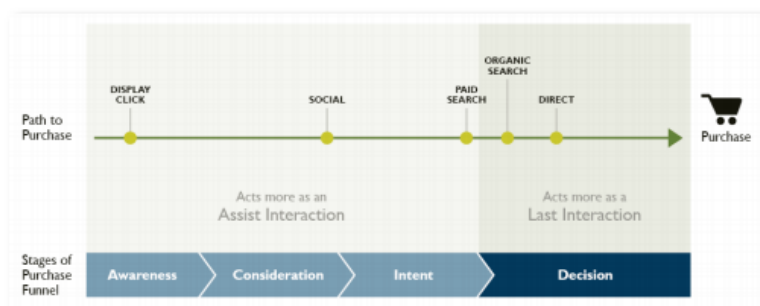 ORGANIC
SEARCH
DISPLAY
CLICK
SOCIAL
PAID
SEARCH
DIRECT
Path to
Purchase
Purchase
Acts more as an
Assist Interaction
Acts more as a
Last Interaction
Stages of
Purchase
Funnel
Awareness
Consideration
Intent
Decision